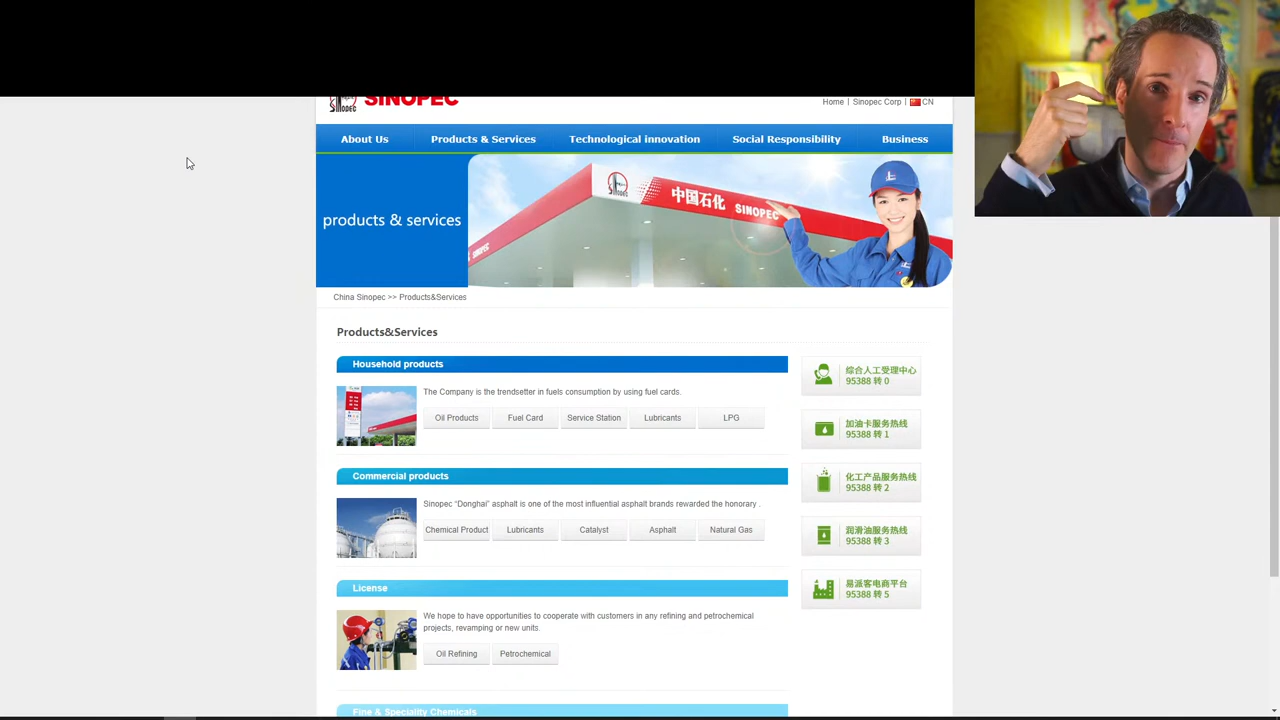 SINOPEC
SINOPEC
Home | Sinopec Corp | CN
About Us
Products & Services
Technological innovation
Social Responsibility
Business
products & services
中国石化 SINOPEC
SINOPEC
China Sinopec >> Products&Services
Products&Services
Household products
The Company is the trendsetter in fuels consumption by using fuel cards.
Oil Products
Fuel Card
Service Station
Lubricants
LPG
Commercial products
Sinopec “Donghai” asphalt is one of the most influential asphalt brands rewarded the honorary .
Chemical Product
Lubricants
Catalyst
Asphalt
Natural Gas
License
We hope to have opportunities to cooperate with customers in any refining and petrochemical
projects, revamping or new units.
Oil Refining
Petrochemical
Fine & Speciality Chemicals
综合人工受理中心
95388 转 0
加油卡服务热线
95388 转 1
化工产品服务热线
95388 转 2
润滑油服务热线
95388 转 3
易派客电商平台
95388 转 5